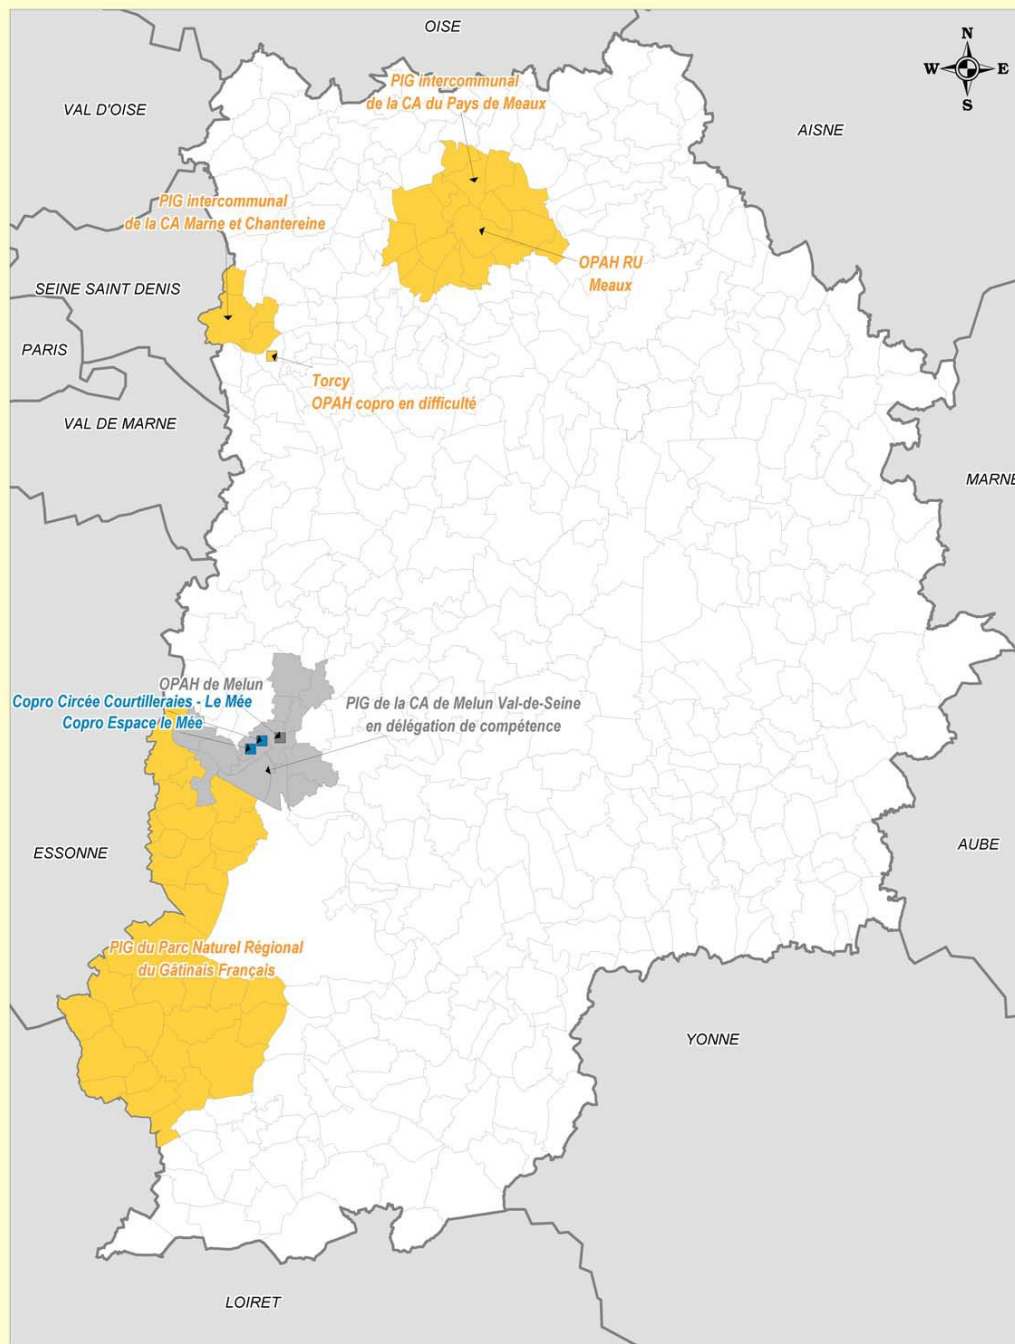 OISE
N
W E
S
VAL D'OISE
PIG intercommunal
de la CA du Pays de Meaux
AISNE
PIG intercommunal
de la CA Marne et Chantereine
OPAH RU
Meaux
SEINE SAINT DENIS
PARIS
Torcy
OPAH copro en difficulté
VAL DE MARNE
MARNE
OPAH de Melun
Copro Circée Courtilleraies - Le Mée
Copro Espace le Mée
PIG de la CA de Melun Val-de-Seine
en délégation de compétence
ESSONNE
AUBE
PIG du Parc Naturel Régional
du Gâtinais Français
YONNE
LOIRET